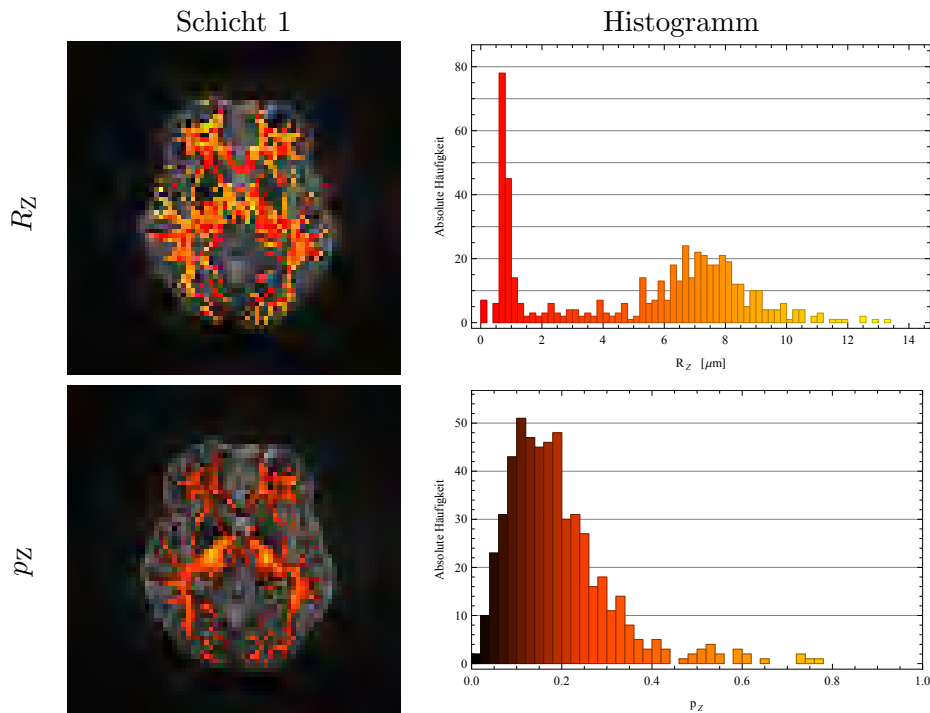 Schicht 1
Histogramm
R_Z
Absolute Häufigkeit
80
60
40
20
0
0 2 4 6 8 10 12 14
R_Z [μm]
p_Z
Absolute Häufigkeit
50
40
30
20
10
0
0.0 0.2 0.4 0.6 0.8 1.0
p_Z